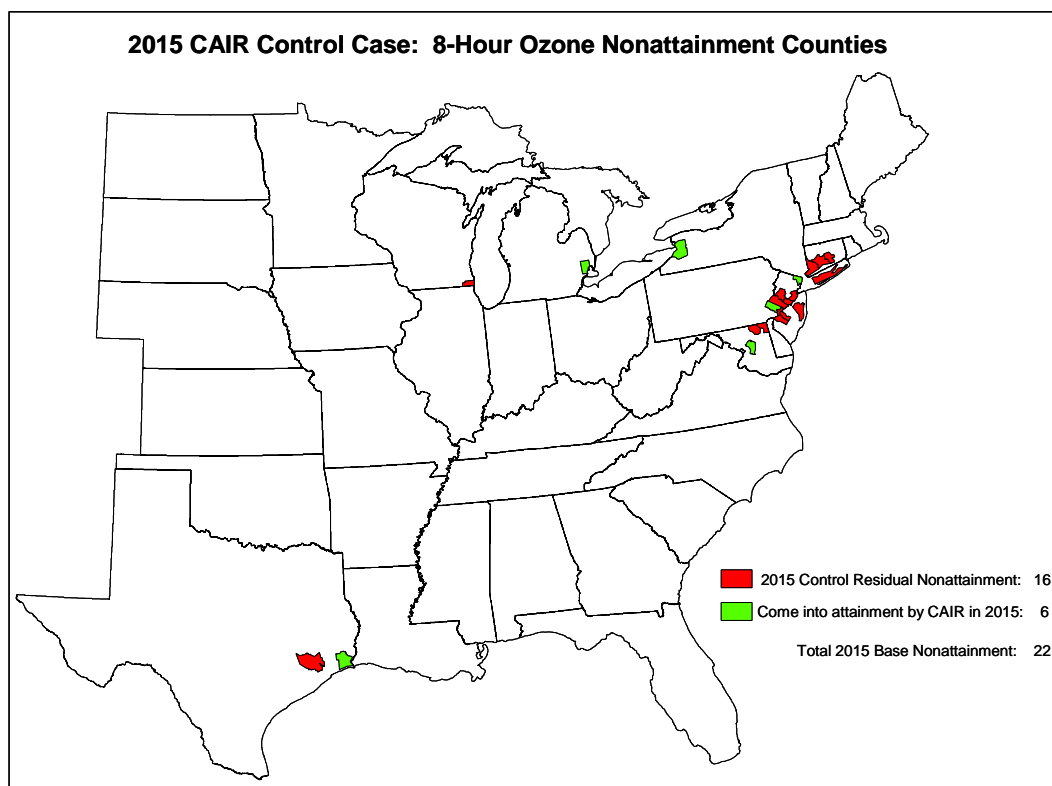 2015 CAIR Control Case: 8-Hour Ozone Nonattainment Counties
2015 Control Residual Nonattainment: 16
Come into attainment by CAIR in 2015: 6
Total 2015 Base Nonattainment: 22